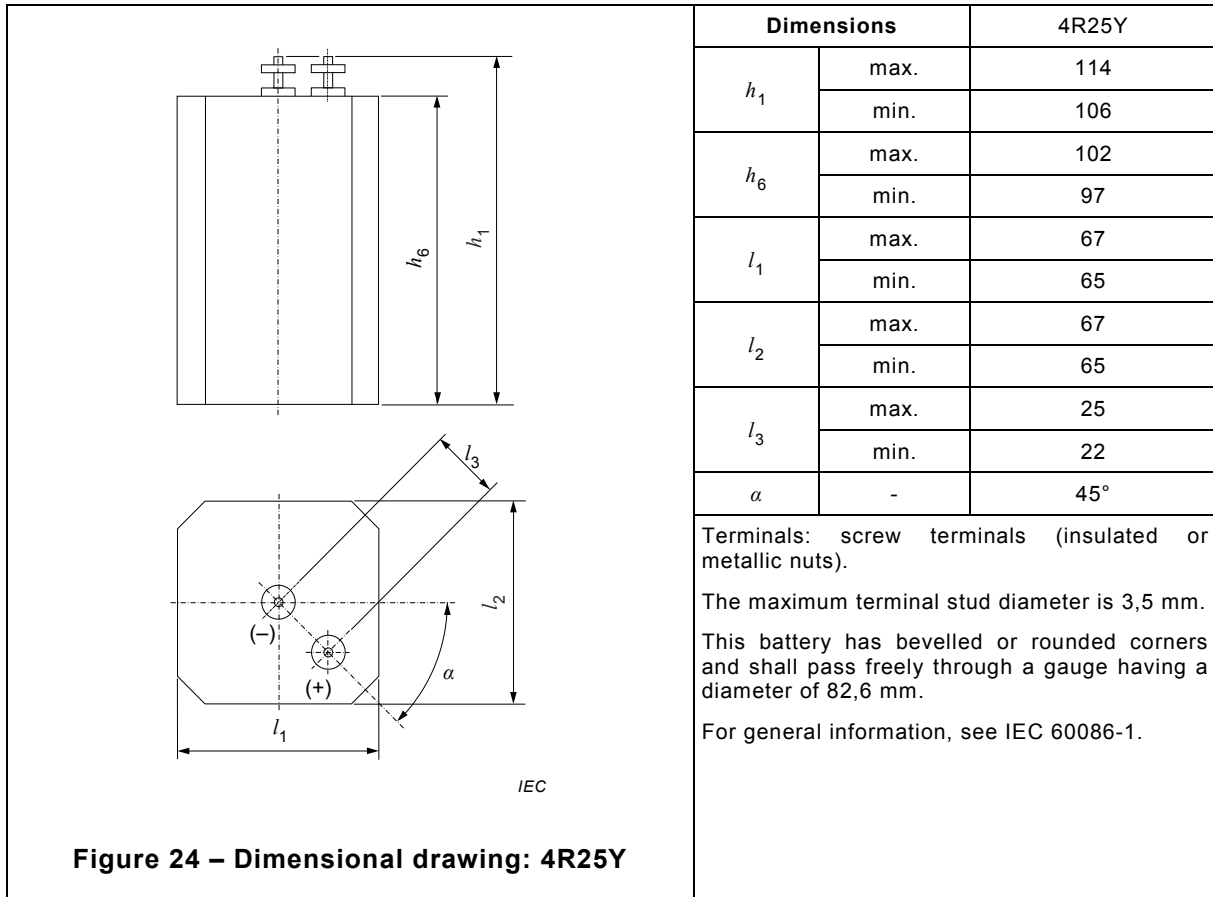 h6
h1
l3
l2
(–)
(+)
α
l1
IEC
Figure 24 – Dimensional drawing: 4R25Y
Dimensions 4R25Y
h1 max. 114
min. 106
h6 max. 102
min. 97
l1 max. 67
min. 65
l2 max. 67
min. 65
l3 max. 25
min. 22
α - 45°
Terminals: screw terminals (insulated or
metallic nuts).
The maximum terminal stud diameter is 3,5 mm.
This battery has bevelled or rounded corners
and shall pass freely through a gauge having a
diameter of 82,6 mm.
For general information, see IEC 60086-1.